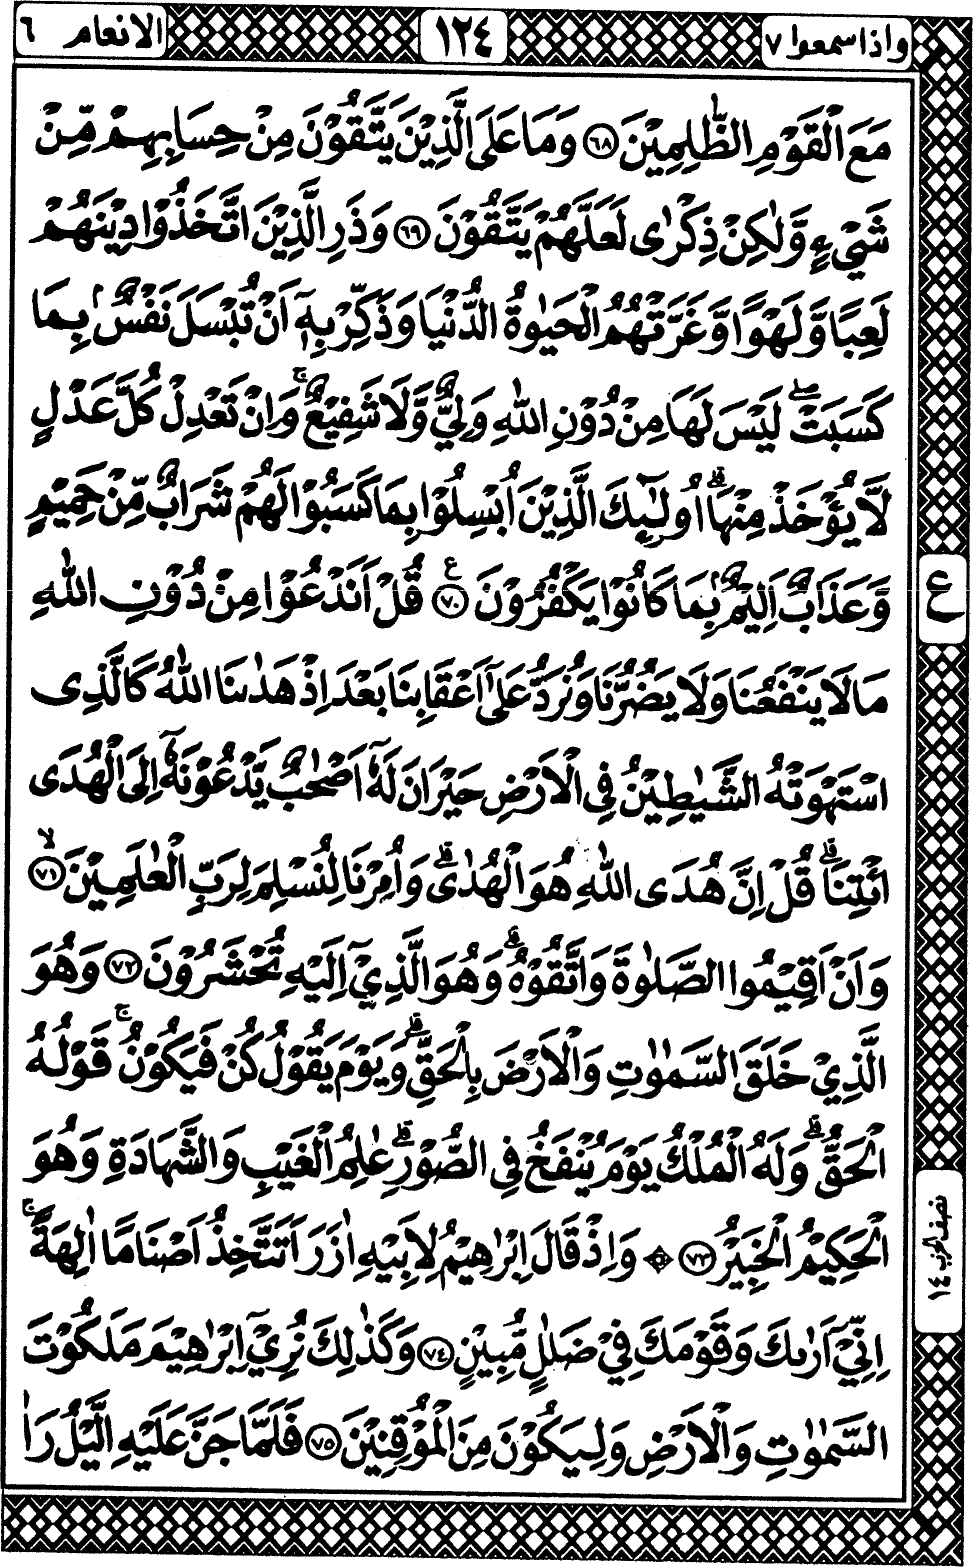 واذا سمعوا ٧
١٢٤
الانعام ٦
مَعَ الْقَوْمِ الظّٰلِمِيْنَ ﴿٦٨﴾ وَمَا عَلَى الَّذِيْنَ يَتَّقُوْنَ مِنْ حِسَابِهِمْ مِّنْ
شَيْءٍ وَّلٰكِنْ ذِكْرٰى لَعَلَّهُمْ يَتَّقُوْنَ ﴿٦٩﴾ وَذَرِ الَّذِيْنَ اتَّخَذُوْا دِيْنَهُمْ
لَعِبًا وَّلَهْوًا وَّغَرَّتْهُمُ الْحَيٰوةُ الدُّنْيَا وَذَكِّرْ بِهٖٓ اَنْ تُبْسَلَ نَفْسٌۢ بِمَا
كَسَبَتْ ۖ لَيْسَ لَهَا مِنْ دُوْنِ اللّٰهِ وَلِيٌّ وَّلَا شَفِيْعٌ ۚ وَاِنْ تَعْدِلْ كُلَّ عَدْلٍ
لَّا يُؤْخَذْ مِنْهَا ۗ اُولٰٓئِكَ الَّذِيْنَ اُبْسِلُوْا بِمَا كَسَبُوْا لَهُمْ شَرَابٌ مِّنْ حَمِيْمٍ
وَّعَذَابٌ اَلِيْمٌۢ بِمَا كَانُوْا يَكْفُرُوْنَ ﴿٧٠﴾ ع قُلْ اَنَدْعُوْا مِنْ دُوْنِ اللّٰهِ
ع
مَا لَا يَنْفَعُنَا وَلَا يَضُرُّنَا وَنُرَدُّ عَلٰٓى اَعْقَابِنَا بَعْدَ اِذْ هَدٰىنَا اللّٰهُ كَالَّذِى
اسْتَهْوَتْهُ الشَّيٰطِيْنُ فِى الْاَرْضِ حَيْرَانَ لَهٗٓ اَصْحٰبٌ يَّدْعُوْنَهٗٓ اِلَى الْهُدَى
ائْتِنَا ۗ قُلْ اِنَّ هُدَى اللّٰهِ هُوَ الْهُدٰى ۗ وَاُمِرْنَا لِنُسْلِمَ لِرَبِّ الْعٰلَمِيْنَ ﴿٧١﴾ ۙ
وَاَنْ اَقِيْمُوا الصَّلٰوةَ وَاتَّقُوْهُ ۗ وَهُوَ الَّذِيْٓ اِلَيْهِ تُحْشَرُوْنَ ﴿٧٢﴾ وَهُوَ
الَّذِيْ خَلَقَ السَّمٰوٰتِ وَالْاَرْضَ بِالْحَقِّ ۗ وَيَوْمَ يَقُوْلُ كُنْ فَيَكُوْنُ ۚ قَوْلُهُ
الْحَقُّ ۗ وَلَهُ الْمُلْكُ يَوْمَ يُنْفَخُ فِى الصُّوْرِ ۗ عٰلِمُ الْغَيْبِ وَالشَّهَادَةِ وَهُوَ
الْحَكِيْمُ الْخَبِيْرُ ﴿٧٣﴾ ۞ وَاِذْ قَالَ اِبْرٰهِيْمُ لِاَبِيْهِ اٰزَرَ اَتَتَّخِذُ اَصْنَامًا اٰلِهَةً ۚ
نصف الحزب ١٤
اِنِّيْٓ اَرٰىكَ وَقَوْمَكَ فِيْ ضَلٰلٍ مُّبِيْنٍ ﴿٧٤﴾ وَكَذٰلِكَ نُرِيْٓ اِبْرٰهِيْمَ مَلَكُوْتَ
السَّمٰوٰتِ وَالْاَرْضِ وَلِيَكُوْنَ مِنَ الْمُوْقِنِيْنَ ﴿٧٥﴾ فَلَمَّا جَنَّ عَلَيْهِ الَّيْلُ رَاٰ